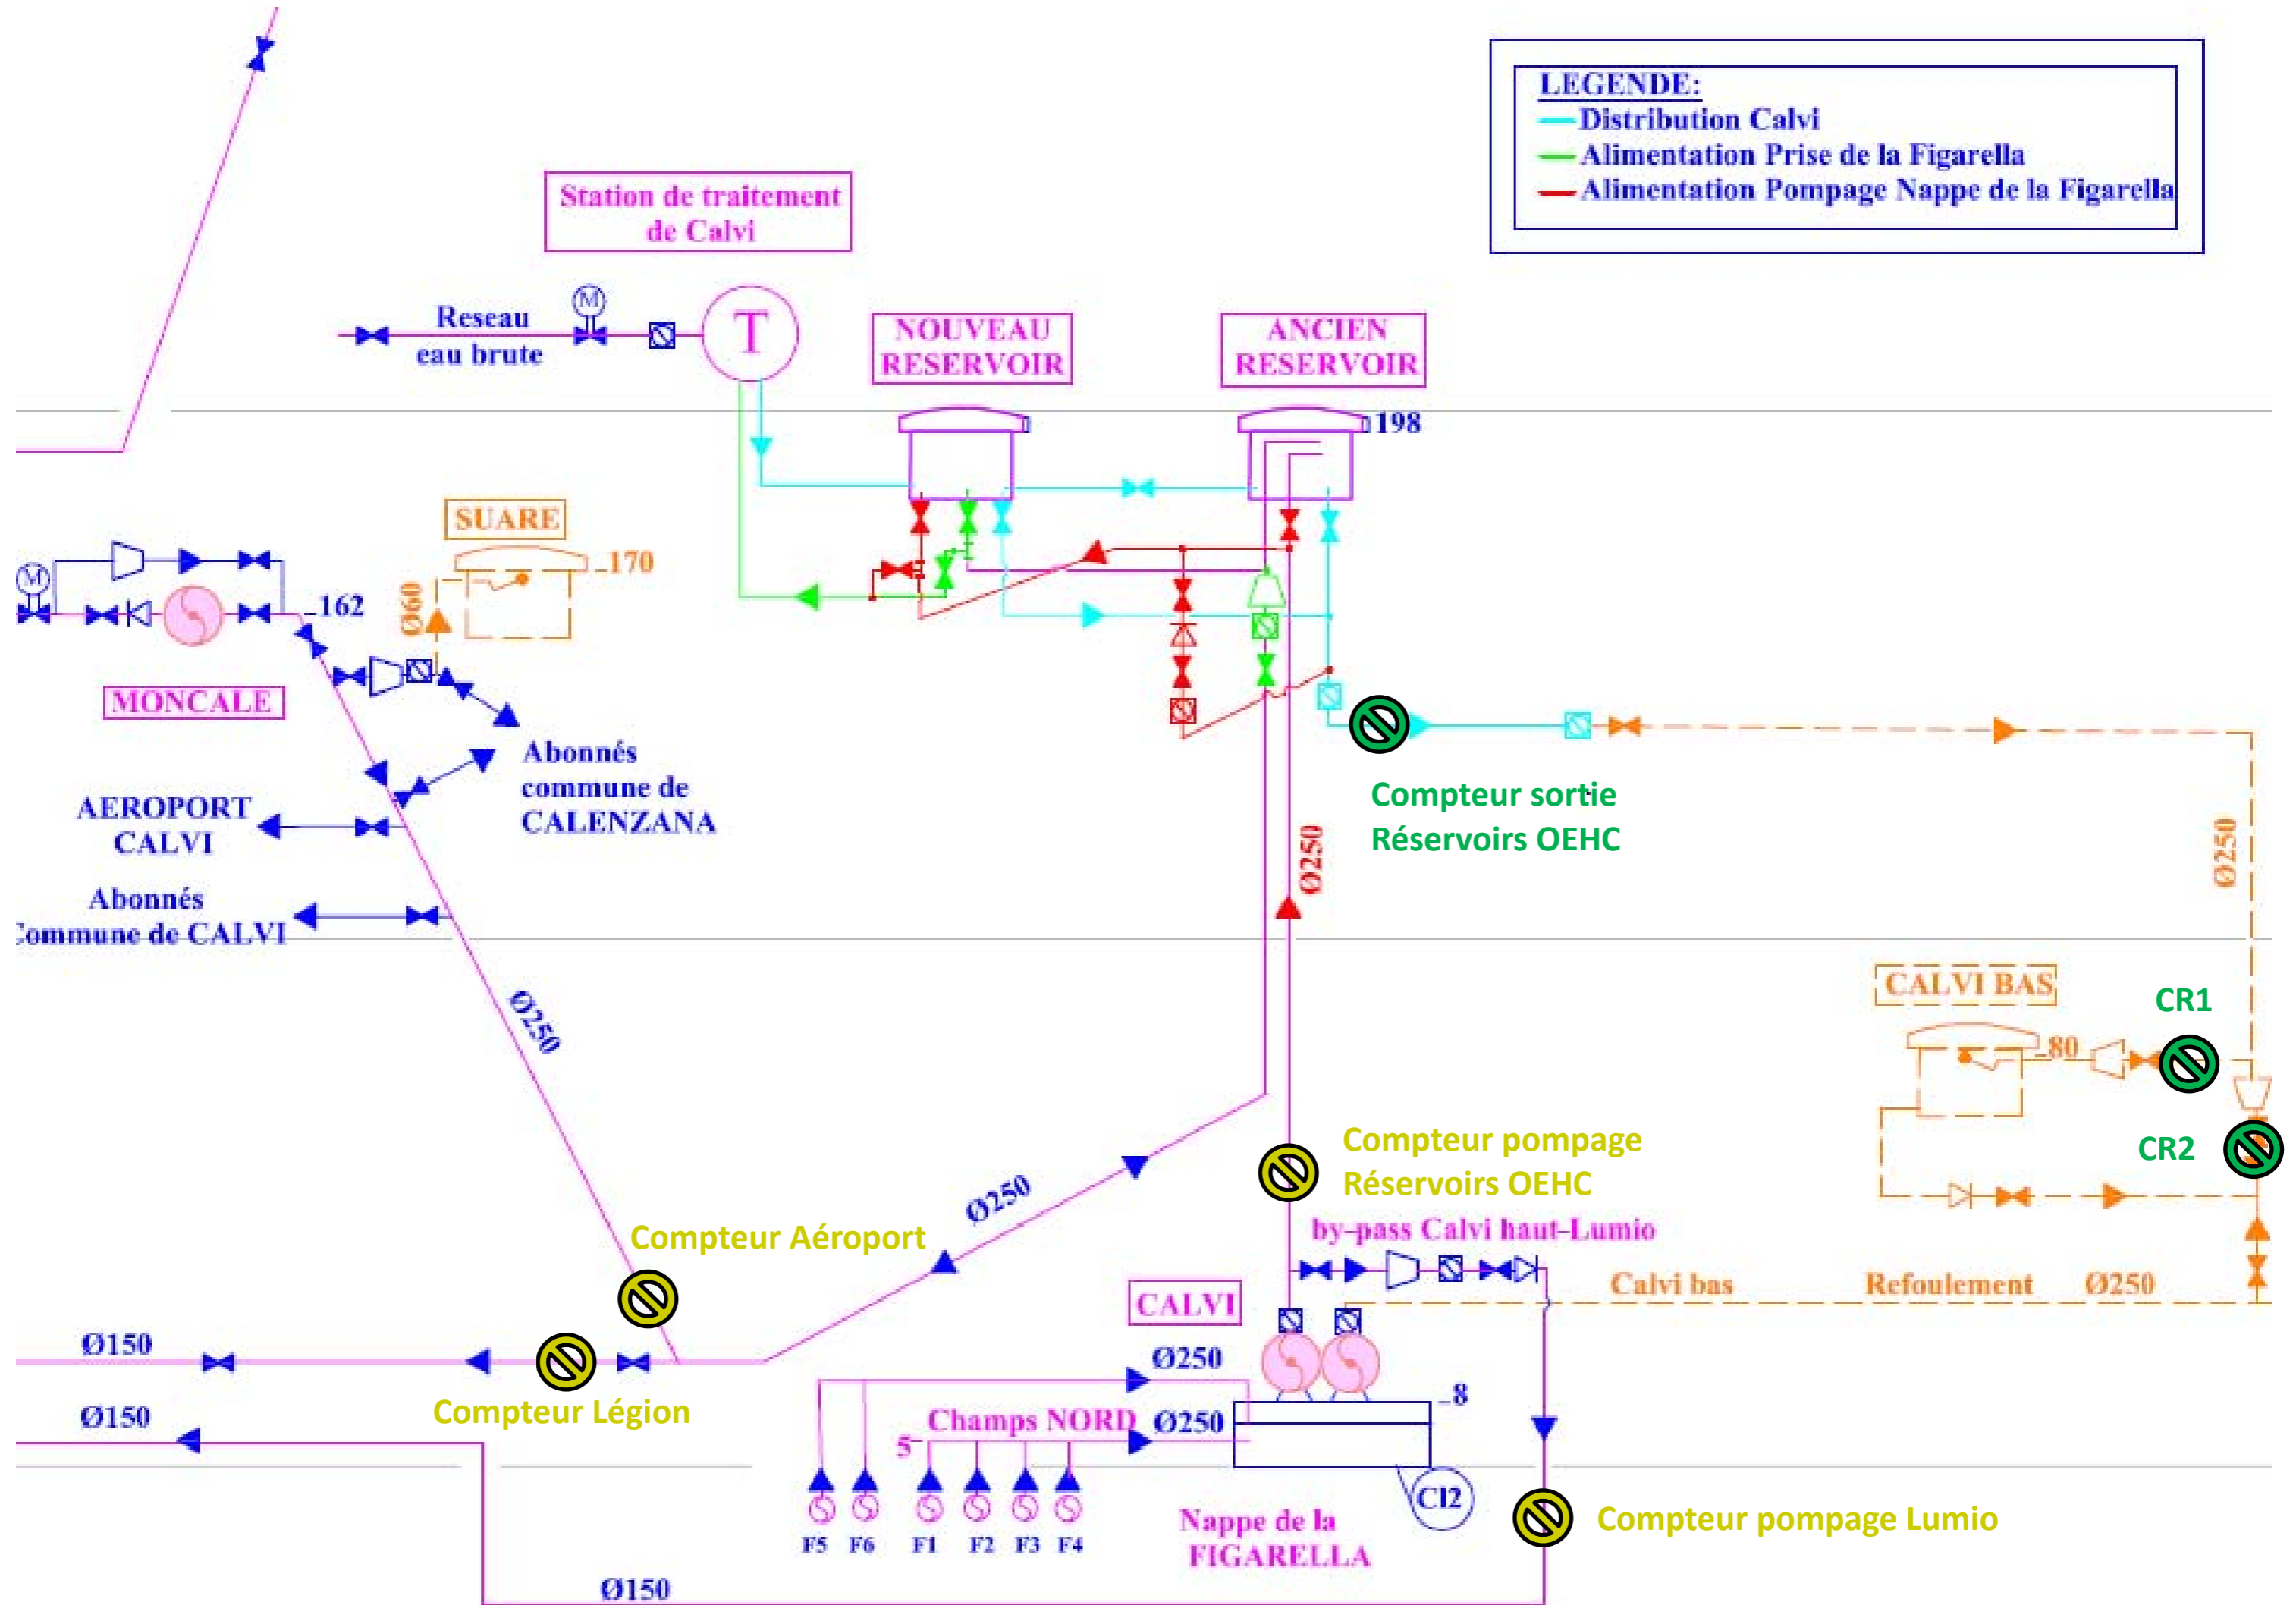 LEGENDE:
Distribution Calvi
Alimentation Prise de la Figarella
Alimentation Pompage Nappe de la Figarella
Station de traitement
de Calvi
M
Reseau
eau brute
T
NOUVEAU
RESERVOIR
ANCIEN
RESERVOIR
198
SUARE
170
M
162
Ø60
MONCALE
Abonnés
commune de
CALENZANA
AEROPORT
CALVI
Compteur sortie
Réservoirs OEHC
Ø250
Ø250
Abonnés
Commune de CALVI
Ø250
CALVI BAS
CR1
80
CR2
Compteur pompage
Réservoirs OEHC
Ø250
Compteur Aéroport
by-pass Calvi haut-Lumio
CALVI
Calvi bas
Refoulement
Ø250
Ø150
Compteur Légion
Ø250
8
Ø150
Champs NORD
Ø250
5
Cl2
F5
F6
F1
F2
F3
F4
Nappe de la
FIGARELLA
Compteur pompage Lumio
Ø150